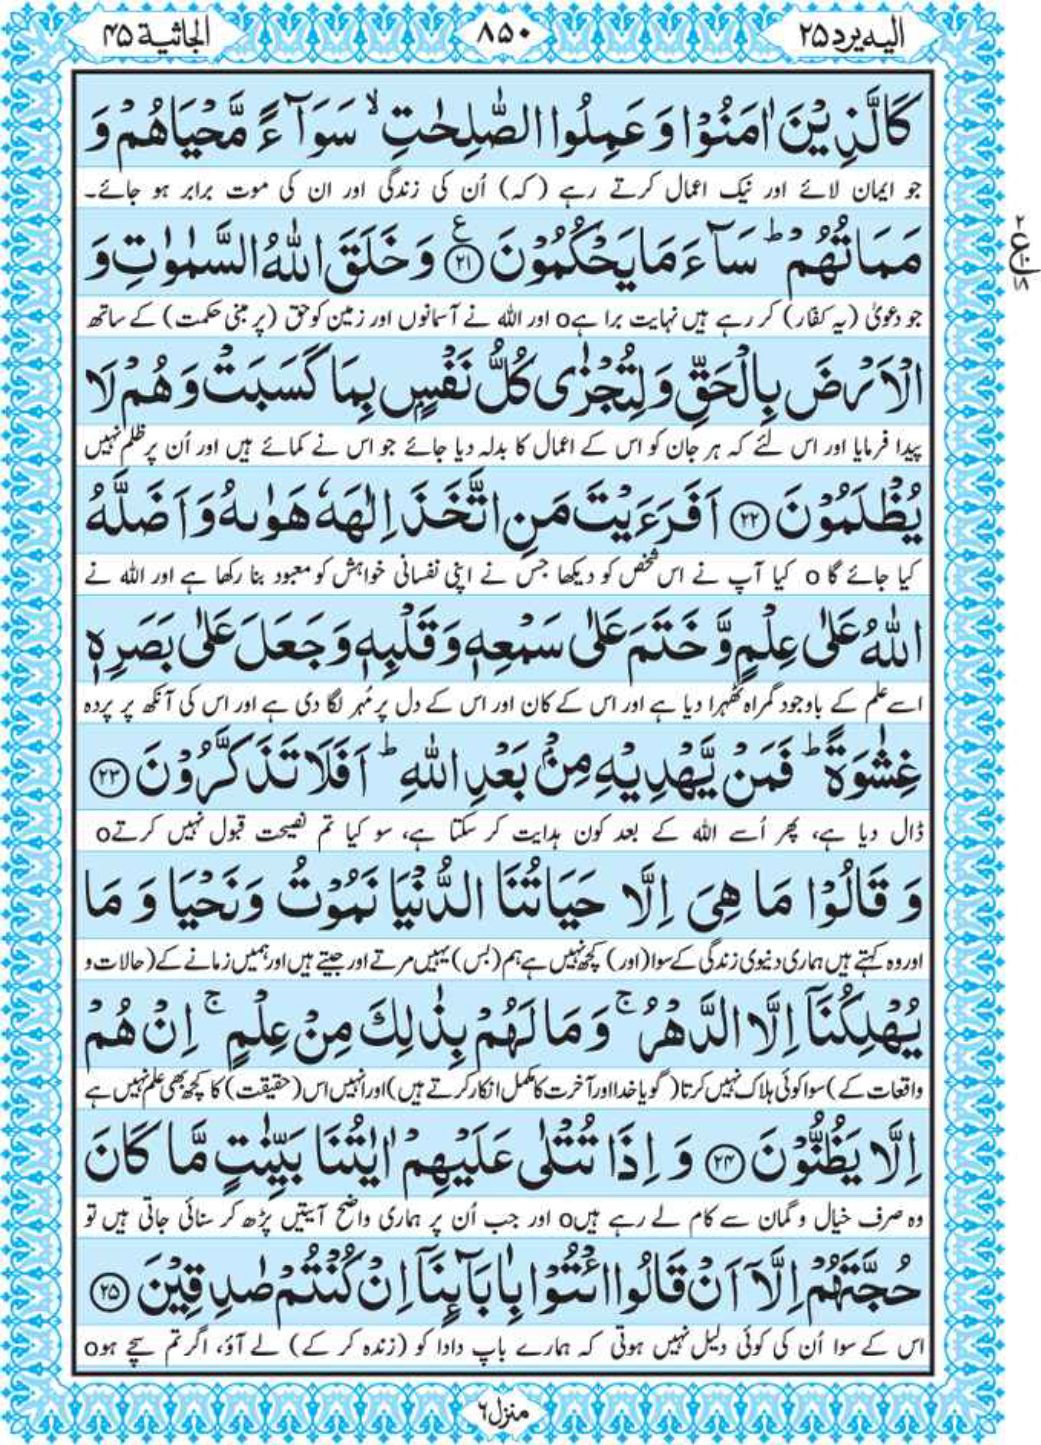 الیه یرد ۲۵
۸۵۰
الجاثیة ۴۵
كَالَّذِيْنَ اٰمَنُوْا وَ عَمِلُوا الصّٰلِحٰتِ ۙ سَوَآءً مَّحْيَاهُمْ وَ
جو ایمان لائے اور نیک اعمال کرتے رہے (کہ) اُن کی زندگی اور ان کی موت برابر ہو جائے۔
مَمَاتُهُمْ ؕ سَآءَ مَا يَحْكُمُوْنَ ﴿۲۱﴾ ع وَ خَلَقَ اللّٰهُ السَّمٰوٰتِ وَ
جو دعویٰ (یہ کفار) کر رہے ہیں نہایت برا ہےo اور اللہ نے آسمانوں اور زمین کو حق (پر مبنی حکمت) کے ساتھ
الْاَرْضَ بِالْحَقِّ وَ لِتُجْزٰى كُلُّ نَفْسٍۭ بِمَا كَسَبَتْ وَ هُمْ لَا
پیدا فرمایا اور اس لئے کہ ہر جان کو اس کے اعمال کا بدلہ دیا جائے جو اس نے کمائے ہیں اور اُن پر ظلم نہیں
يُظْلَمُوْنَ ﴿۲۲﴾ اَفَرَءَيْتَ مَنِ اتَّخَذَ اِلٰهَهٗ هَوٰىهُ وَ اَضَلَّهُ
کیا جائے گا o کیا آپ نے اس شخص کو دیکھا جس نے اپنی نفسانی خواہش کو معبود بنا رکھا ہے اور اللہ نے
اللّٰهُ عَلٰى عِلْمٍ وَّ خَتَمَ عَلٰى سَمْعِهٖ وَ قَلْبِهٖ وَ جَعَلَ عَلٰى بَصَرِهٖ
اسے علم کے باوجود گمراہ ٹھہرا دیا ہے اور اس کے کان اور اس کے دل پر مُہر لگا دی ہے اور اس کی آنکھ پر پردہ
غِشٰوَةً ؕ فَمَنْ يَّهْدِيْهِ مِنْۢ بَعْدِ اللّٰهِ ؕ اَفَلَا تَذَكَّرُوْنَ ﴿۲۳﴾
ڈال دیا ہے، پھر اُسے اللہ کے بعد کون ہدایت کر سکتا ہے، سو کیا تم نصیحت قبول نہیں کرتےo
وَ قَالُوْا مَا هِىَ اِلَّا حَيَاتُنَا الدُّنْيَا نَمُوْتُ وَ نَحْيَا وَ مَا
اور وہ کہتے ہیں ہماری دنیوی زندگی کے سوا (اور) کچھ نہیں ہے ہم (بس) یہیں مرتے اور جیتے ہیں اور ہمیں زمانے کے (حالات و
يُهْلِكُنَاۤ اِلَّا الدَّهْرُ ۚ وَ مَا لَهُمْ بِذٰلِكَ مِنْ عِلْمٍ ۚ اِنْ هُمْ
واقعات کے) سوا کوئی ہلاک نہیں کرتا (گویا خدا اور آخرت کا مکمل انکار کرتے ہیں) اور انہیں اس (حقیقت) کا کچھ بھی علم نہیں ہے
اِلَّا يَظُنُّوْنَ ﴿۲۴﴾ وَ اِذَا تُتْلٰى عَلَيْهِمْ اٰيٰتُنَا بَيِّنٰتٍ مَّا كَانَ
وہ صرف خیال و گمان سے کام لے رہے ہیںo اور جب اُن پر ہماری واضح آیتیں پڑھ کر سنائی جاتی ہیں تو
حُجَّتَهُمْ اِلَّاۤ اَنْ قَالُوا ائْتُوْا بِاٰبَآئِنَاۤ اِنْ كُنْتُمْ صٰدِقِيْنَ ﴿۲۵﴾
اس کے سوا اُن کی کوئی دلیل نہیں ہوتی کہ ہمارے باپ دادا کو (زندہ کر کے) لے آؤ، اگر تم سچے ہوo
منزل ۶